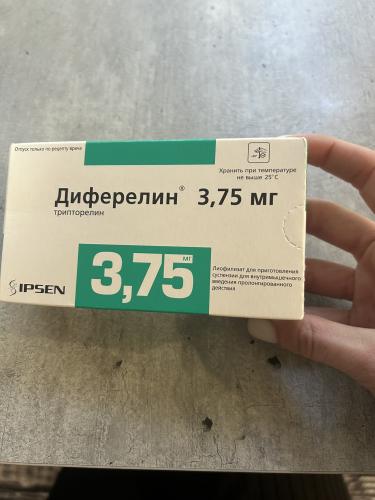 Отпуск только по рецепту врача
Хранить при температуре
не выше 25°C
Диферелин® 3,75 мг
трипторелин
мг
3,75
Лиофилизат для приготовления
суспензии для внутримышечного
введения пролонгированного
действия
IPSEN